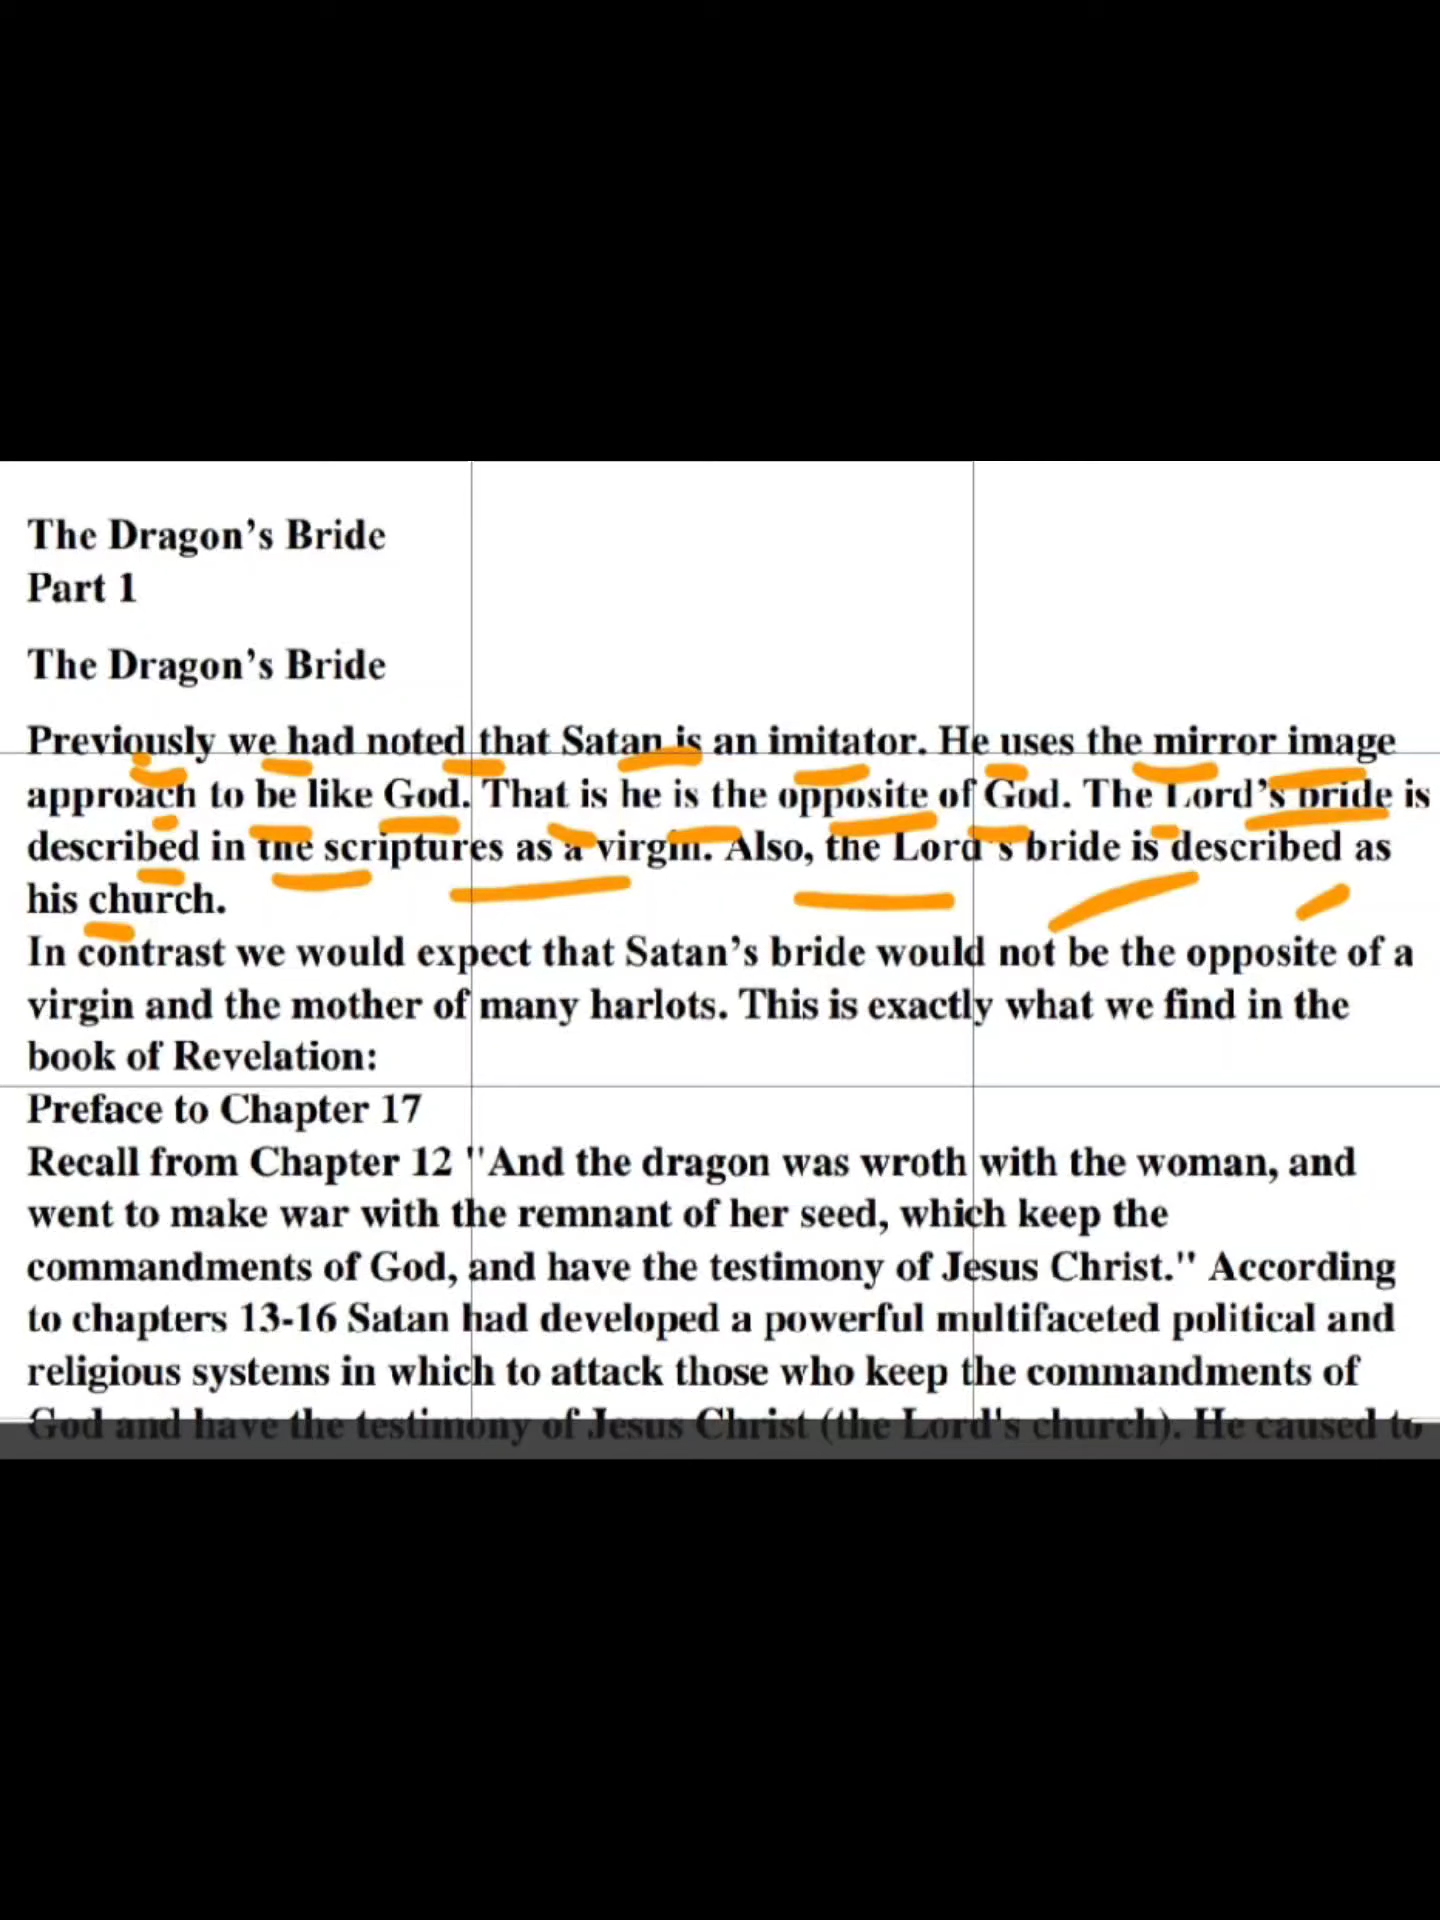 The Dragon’s Bride
Part 1
The Dragon’s Bride
Previously we had noted that Satan is an imitator. He uses the mirror image
approach to be like God. That is he is the opposite of God. The Lord’s bride is
described in the scriptures as a virgin. Also, the Lord’s bride is described as
his church.
In contrast we would expect that Satan’s bride would not be the opposite of a
virgin and the mother of many harlots. This is exactly what we find in the
book of Revelation:
Preface to Chapter 17
Recall from Chapter 12 "And the dragon was wroth with the woman, and
went to make war with the remnant of her seed, which keep the
commandments of God, and have the testimony of Jesus Christ." According
to chapters 13-16 Satan had developed a powerful multifaceted political and
religious systems in which to attack those who keep the commandments of
God and have the testimony of Jesus Christ (the Lord's church). He caused to